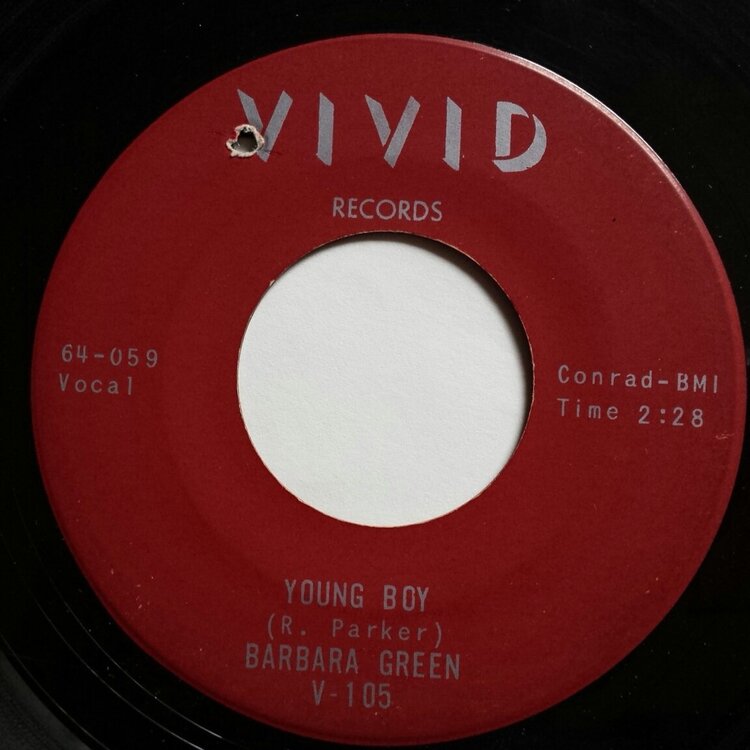 VIVID
RECORDS
64-059
Vocal
Conrad-BMI
Time 2:28
YOUNG BOY
(R. Parker)
BARBARA GREEN
V-105